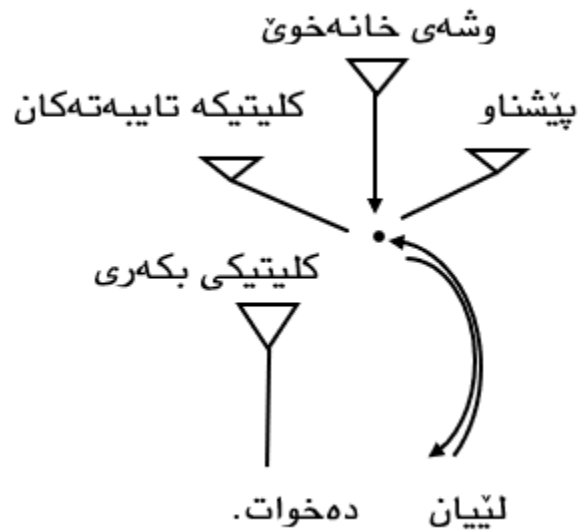 وشەی خانەخوێ
پێشناو
کلیتیکە تایبەتەکان
کلیتیکی بکەری
لێیان دەخوات.